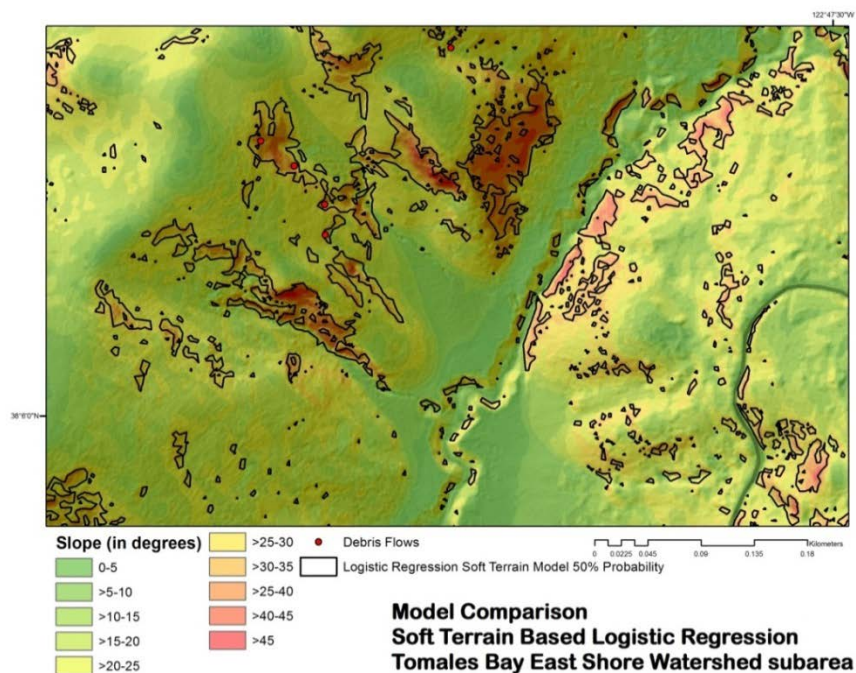 122°47'30"W
38°6'0"N
Slope (in degrees)
0-5
>5-10
>10-15
>15-20
>20-25
>25-30
>30-35
>25-40
>40-45
>45
Debris Flows
Logistic Regression Soft Terrain Model 50% Probability
Kilometers
0 0.0225 0.045 0.09 0.135 0.18
Model Comparison
Soft Terrain Based Logistic Regression
Tomales Bay East Shore Watershed subarea